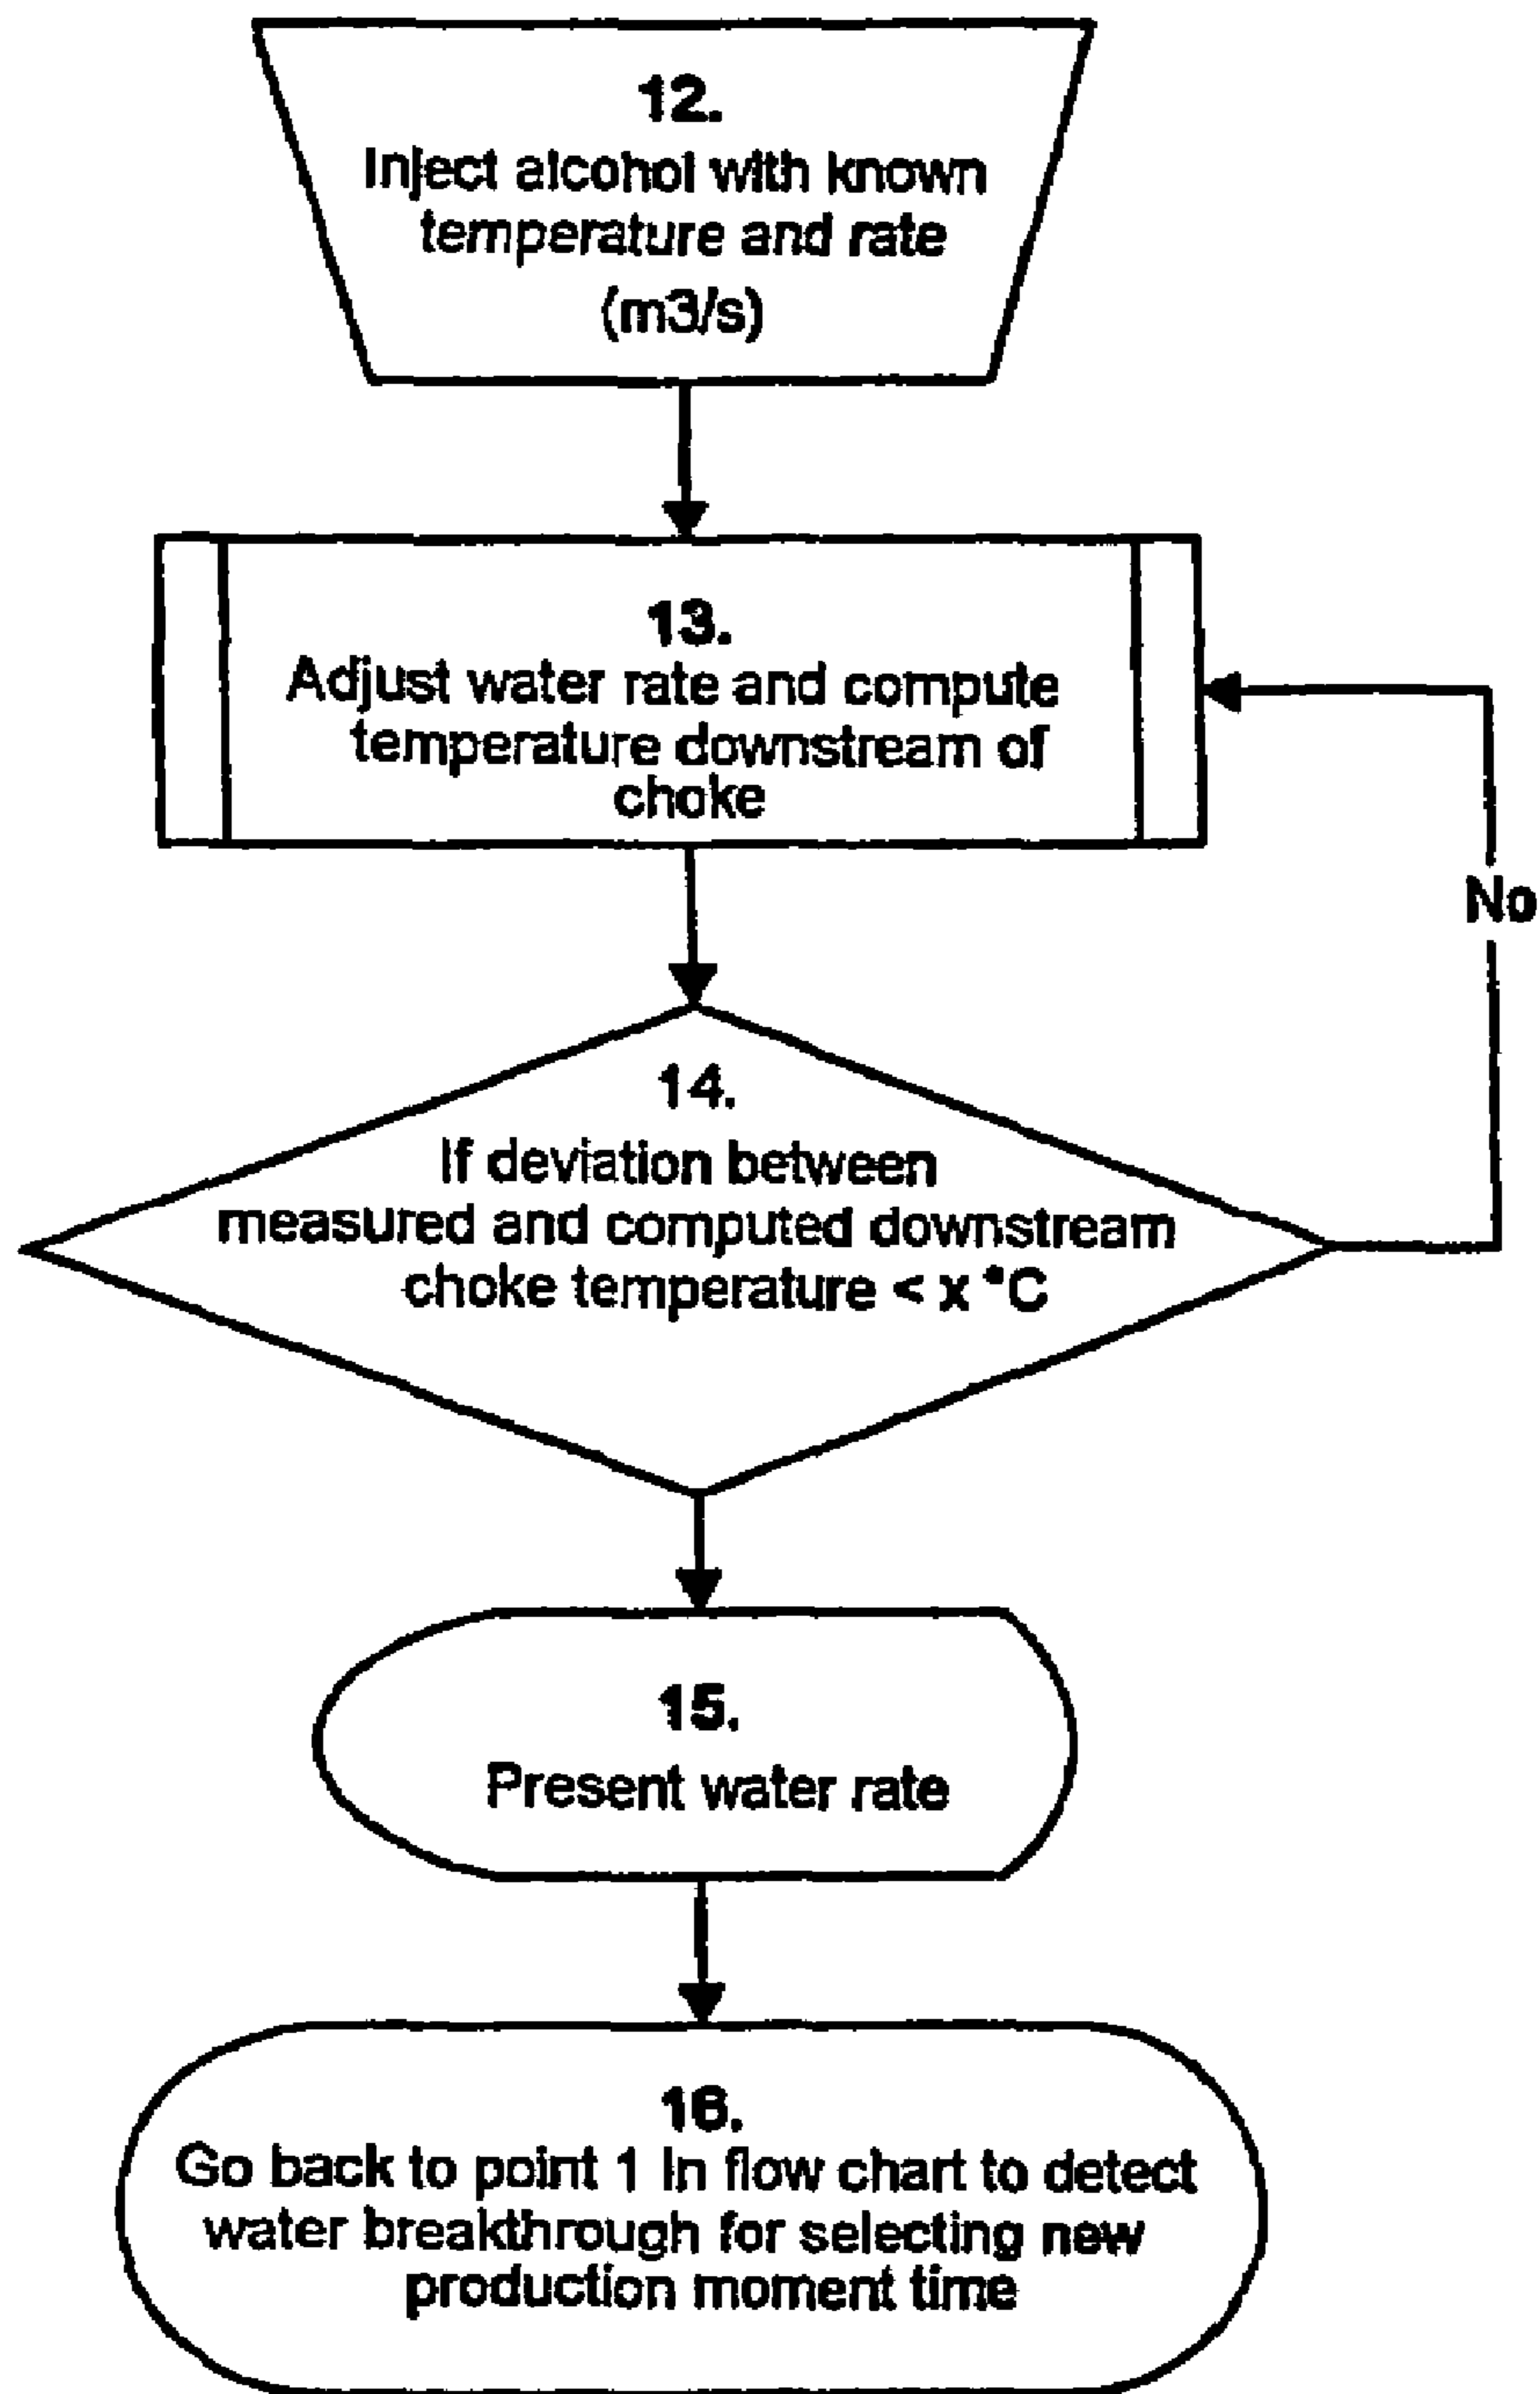 12.
Inject alcohol with known
temperature and rate
(m3/s)
13.
Adjust water rate and compute
temperature downstream of
choke
No
14.
If deviation between
measured and computed downstream
choke temperature < x °C
15.
Present water rate
16.
Go back to point 1 In flow chart to detect
water breakthrough for selecting new
production moment time